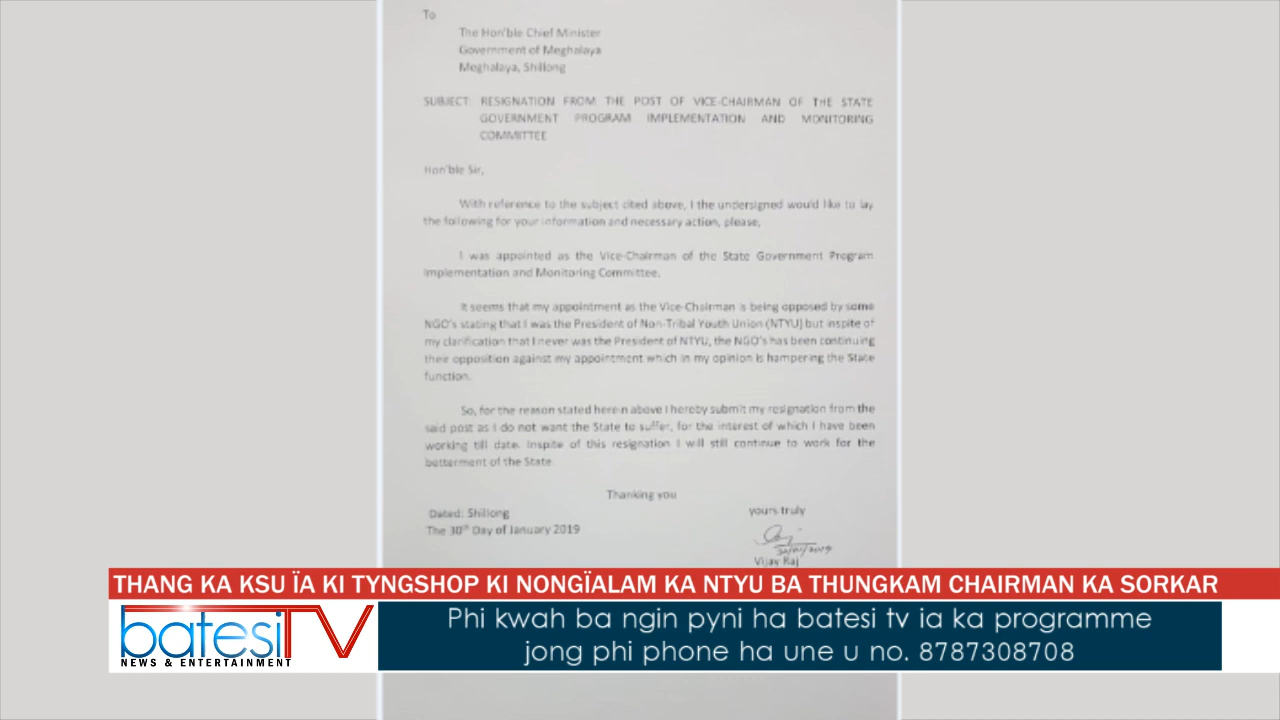 To
The Hon'ble Chief Minister
Government of Meghalaya
Meghalaya, Shillong
SUBJECT: RESIGNATION FROM THE POST OF VICE-CHAIRMAN OF THE STATE
GOVERNMENT PROGRAM IMPLEMENTATION AND MONITORING
COMMITTEE
Hon'ble Sir,
With reference to the subject cited above, I the undersigned would like to lay
the following for your information and necessary action, please,
I was appointed as the Vice-Chairman of the State Government Program
Implementation and Monitoring Committee.
It seems that my appointment as the Vice-Chairman is being opposed by some
NGO's stating that I was the President of Non-Tribal Youth Union (NTYU) but inspite of
my clarification that I never was the President of NTYU, the NGO's has been continuing
their opposition against my appointment which in my opinion is hampering the State
function.
So, for the reason stated herein above I hereby submit my resignation from the
said post as I do not want the State to suffer, for the interest of which I have been
working till date. Inspite of this resignation I will still continue to work for the
betterment of the State.
Thanking you
Dated: Shillong
The 30th Day of January 2019
yours truly
30/01/2019
Vijay Raj
THANG KA KSU ÏA KI TYNGSHOP KI NONGÏALAM KA NTYU BA THUNGKAM CHAIRMAN KA SORKAR
batesi TV
NEWS & ENTERTAINMENT
Phi kwah ba ngin pyni ha batesi tv ia ka programme
jong phi phone ha une u no. 8787308708